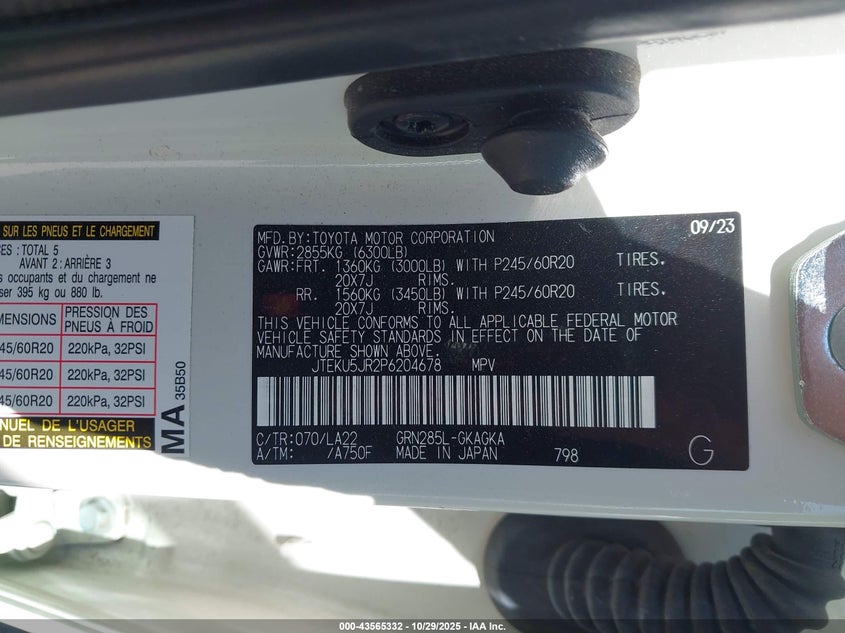 SUR LES PNEUS ET LE CHARGEMENT
: TOTAL 5
AVANT 2 : ARRIÈRE 3
occupants et du chargement ne
395 kg ou 880 lb.
PRESSION DES
PNEUS À FROID
45/60R20 220kPa, 32PSI
45/60R20 220kPa, 32PSI
45/60R20 220kPa, 32PSI
NUEL DE L'USAGER
DE RENSEIGNEMENTS
MA 35B50
09/23
MFD.BY:TOYOTA MOTOR CORPORATION
GVWR:2855KG (6300LB)
GAWR:FRT. 1360KG (3000LB) WITH P245/60R20 TIRES.
20X7J RIMS.
RR. 1560KG (3450LB) WITH P245/60R20 TIRES.
20X7J RIMS.
THIS VEHICLE CONFORMS TO ALL APPLICABLE FEDERAL MOTOR
VEHICLE SAFETY STANDARDS IN EFFECT ON THE DATE OF
MANUFACTURE SHOWN ABOVE.
JTEKU5JR2P6204678 MPV
C/TR:070/LA22 GRN285L-GKAGKA
A/TM: /A750F MADE IN JAPAN 798 G
000-43565332 - 10/29/2025 - IAA Inc.